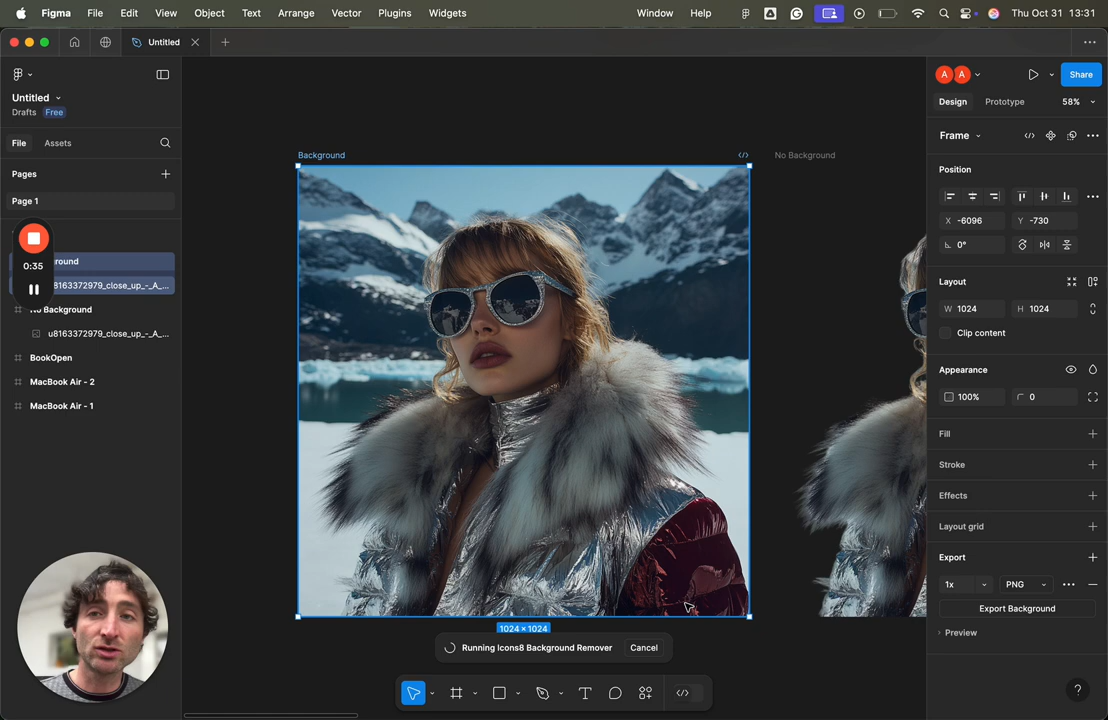 Figma File Edit View Object Text Arrange Vector Plugins Widgets Window Help Thu Oct 31 13:31
Untitled
Untitled
Drafts Free
File Assets
Pages
Page 1
0:35
ground
u8163372979_close_up_-_A_...
No Background
u8163372979_close_up_-_A_...
BookOpen
MacBook Air - 2
MacBook Air - 1
Background
No Background
1024 × 1024
Running Icons8 Background Remover Cancel
A A Share
Design Prototype 58%
Frame
Position
X -6096 Y -730
0°
Layout
W 1024 H 1024
Clip content
Appearance
100% 0
Fill
Stroke
Effects
Layout grid
Export
1x PNG
Export Background
Preview
?